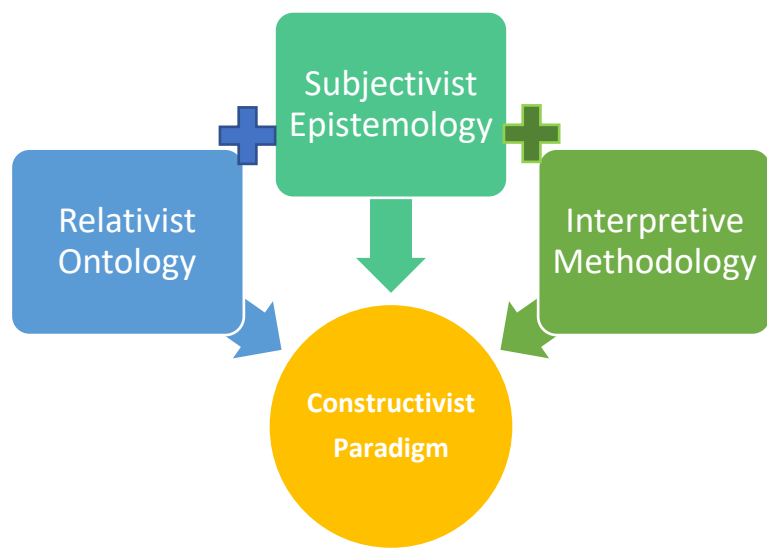 Subjectivist
Epistemology
Relativist
Ontology
Interpretive
Methodology
Constructivist
Paradigm